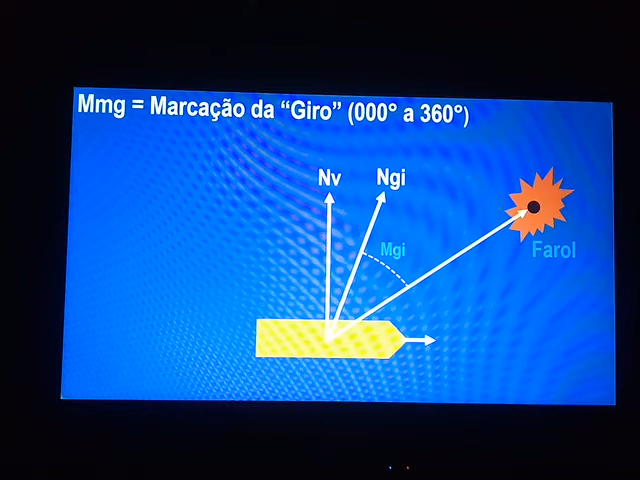 Mmg = Marcação da “Giro” (000° a 360°)
Nv
Ngi
Mgi
Farol